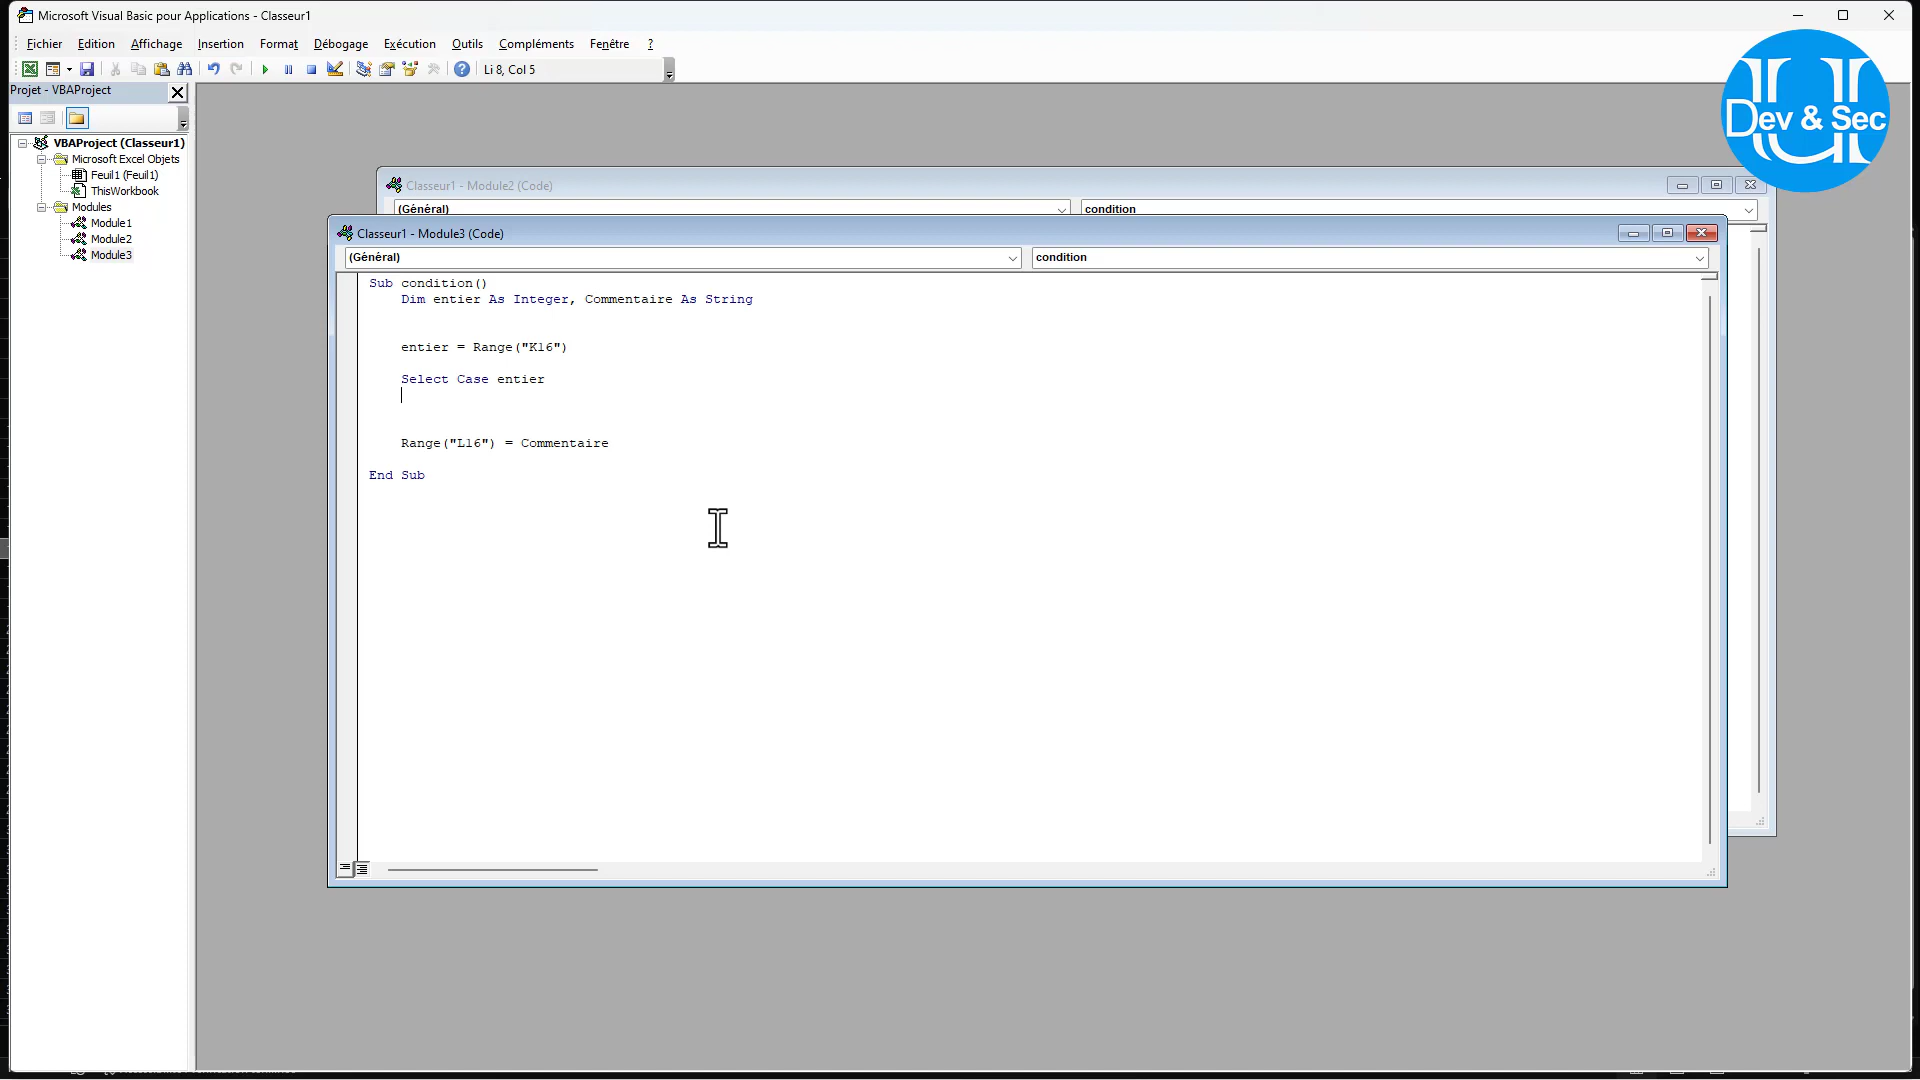 Microsoft Visual Basic pour Applications - Classeur1
Fichier Edition Affichage Insertion Format Débogage Exécution Outils Compléments Fenêtre ?
Li 8, Col 5
Projet - VBAProject
VBAProject (Classeur1)
Microsoft Excel Objets
Feuil1 (Feuil1)
ThisWorkbook
Modules
Module1
Module2
Module3
Dev & Sec
Classeur1 - Module2 (Code)
(Général) condition
Classeur1 - Module3 (Code)
(Général) condition
Sub condition()
Dim entier As Integer, Commentaire As String
entier = Range("K16")
Select Case entier
Range("L16") = Commentaire
End Sub